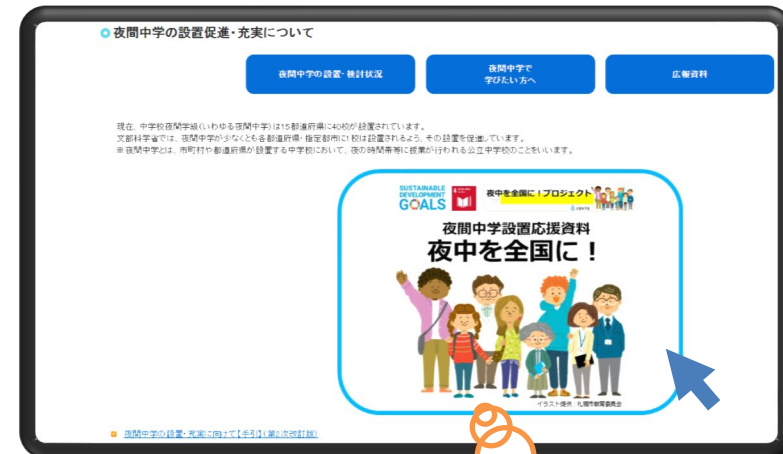 夜間中学の設置促進・充実について
夜間中学の設置・検討状況
夜間中学で
学びたい方へ
広報資料
現在、中学校夜間学級(いわゆる夜間中学)は15都道府県に40校が設置されています。
文部科学省では、夜間中学が少なくとも各都道府県・指定都市に1校は設置されるよう、その設置を促進しています。
※夜間中学とは、市町村や都道府県が設置する中学校において、夜の時間帯等に授業が行われる公立中学校のことをいいます。
SUSTAINABLE
DEVELOPMENT
GOALS
夜中を全国に!プロジェクト
夜間中学設置応援資料
夜中を全国に!
イラスト提供:札幌市教育委員会
夜間中学の設置・充実に向けて【手引】(第2次改訂版)